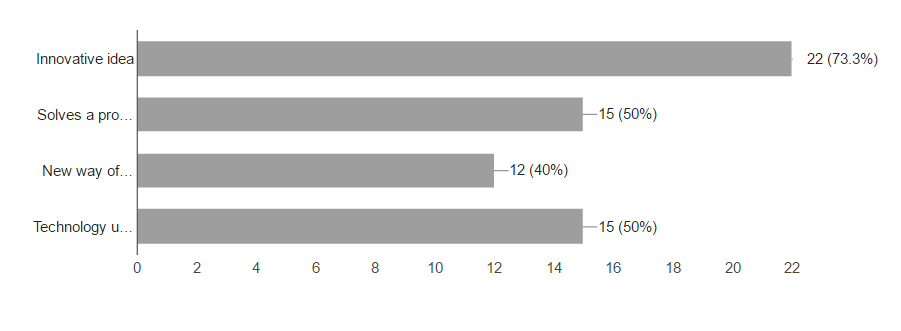 Innovative idea 22 (73.3%)
Solves a pro... 15 (50%)
New way of... 12 (40%)
Technology u... 15 (50%)
0 2 4 6 8 10 12 14 16 18 20 22